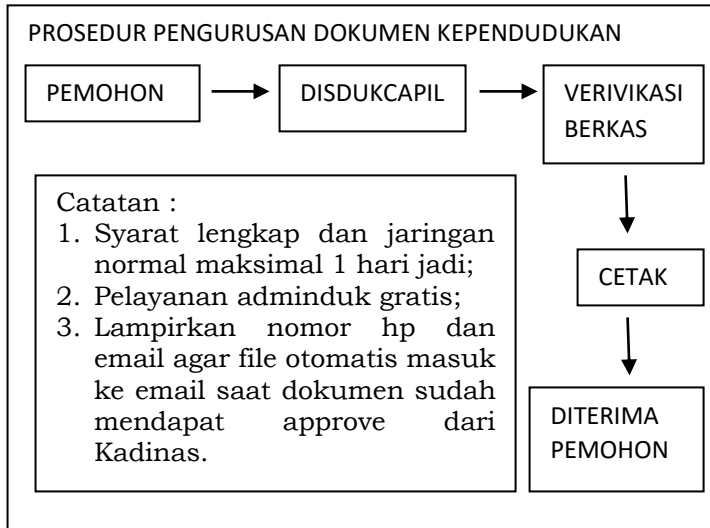 PROSEDUR PENGURUSAN DOKUMEN KEPENDUDUKAN
PEMOHON
DISDUKCAPIL
VERIVIKASI
BERKAS
CETAK
DITERIMA
PEMOHON
Catatan :
1. Syarat lengkap dan jaringan
normal maksimal 1 hari jadi;
2. Pelayanan adminduk gratis;
3. Lampirkan nomor hp dan
email agar file otomatis masuk
ke email saat dokumen sudah
mendapat approve dari
Kadinas.